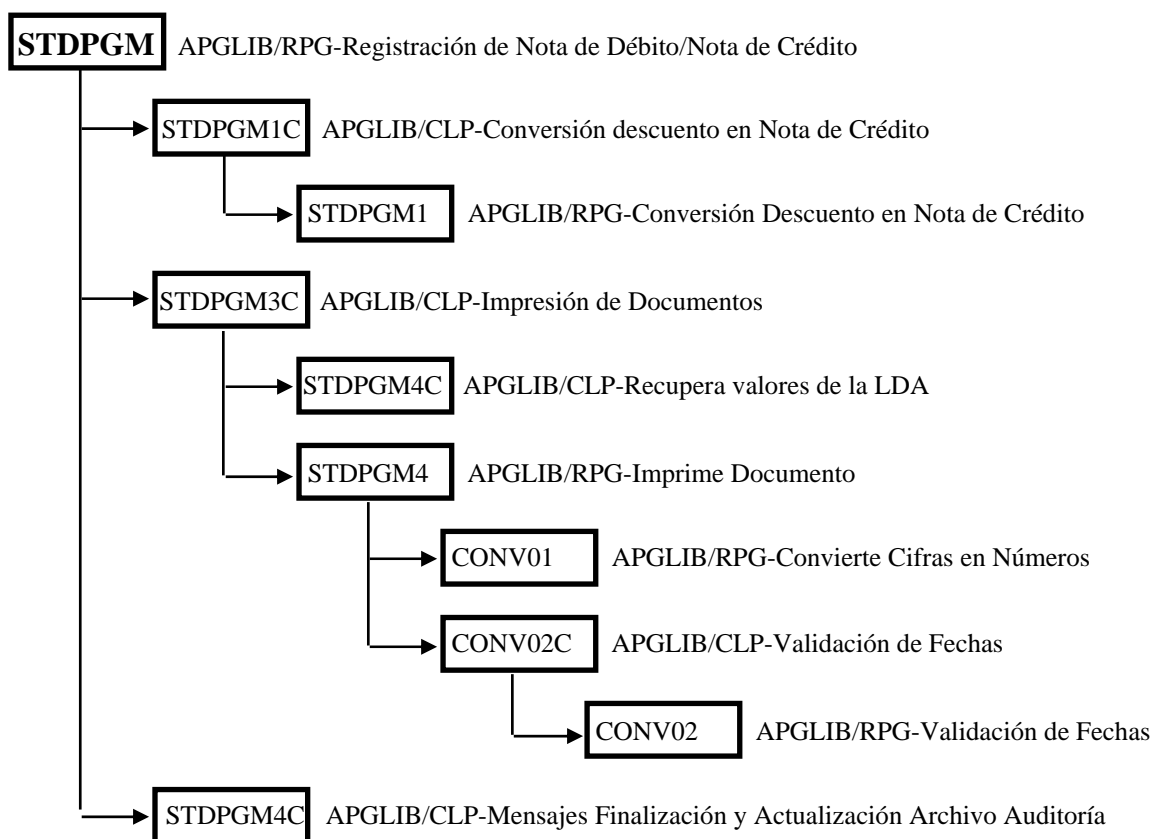 STDPGM APGLIB/RPG-Registración de Nota de Débito/Nota de Crédito
STDPGM1C APGLIB/CLP-Conversión descuento en Nota de Crédito
STDPGM1 APGLIB/RPG-Conversión Descuento en Nota de Crédito
STDPGM3C APGLIB/CLP-Impresión de Documentos
STDPGM4C APGLIB/CLP-Recupera valores de la LDA
STDPGM4 APGLIB/RPG-Imprime Documento
CONV01 APGLIB/RPG-Convierte Cifras en Números
CONV02C APGLIB/CLP-Validación de Fechas
CONV02 APGLIB/RPG-Validación de Fechas
STDPGM4C APGLIB/CLP-Mensajes Finalización y Actualización Archivo Auditoría